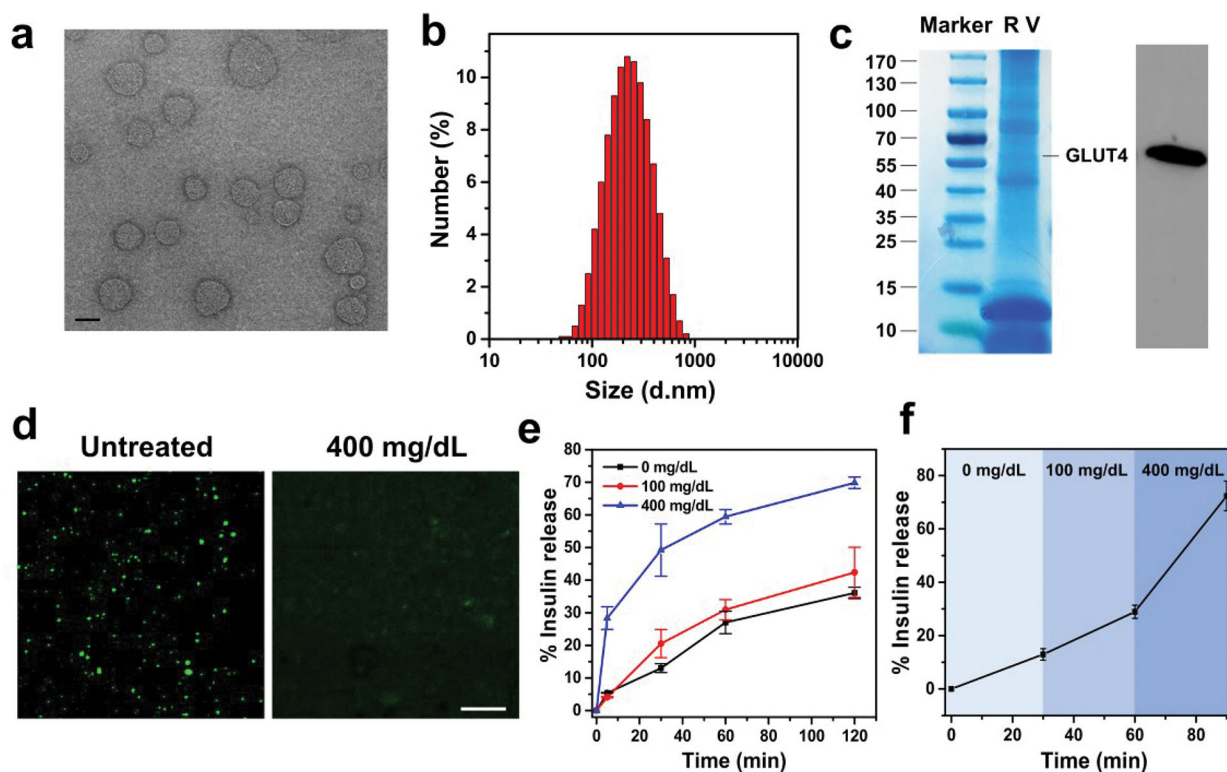 a
b
Number (%)
10
8
6
4
2
0
10 100 1000 10000
Size (d.nm)
c
Marker R V
170
130
100
70
55
40
35
25
15
10
GLUT4
d
Untreated
400 mg/dL
e
% Insulin release
80
70
60
50
40
30
20
10
0
0 mg/dL
100 mg/dL
400 mg/dL
0 20 40 60 80 100 120
Time (min)
f
% Insulin release
80
60
40
20
0
0 mg/dL 100 mg/dL 400 mg/dL
0 20 40 60 80
Time (min)